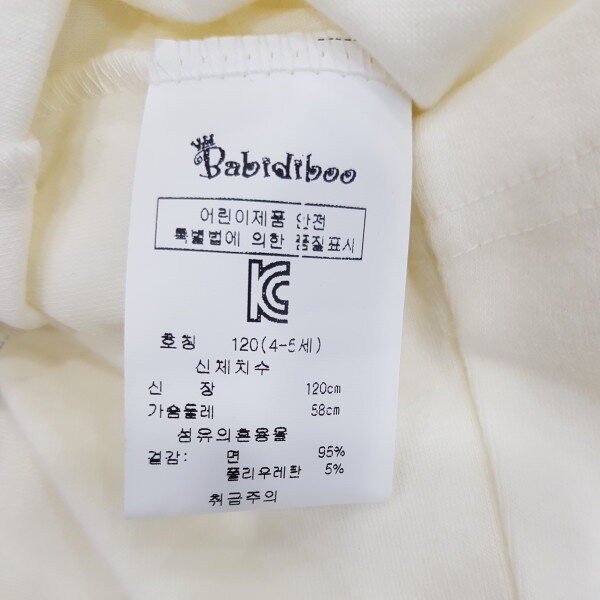 Babidiboo
어린이제품 안전
특별법에 의한 품질표시
KC
호칭 120(4-5세)
신체치수
신 장 120cm
가슴둘레 58cm
섬유의혼용율
겉감: 면 95%
폴리우레탄 5%
취급주의